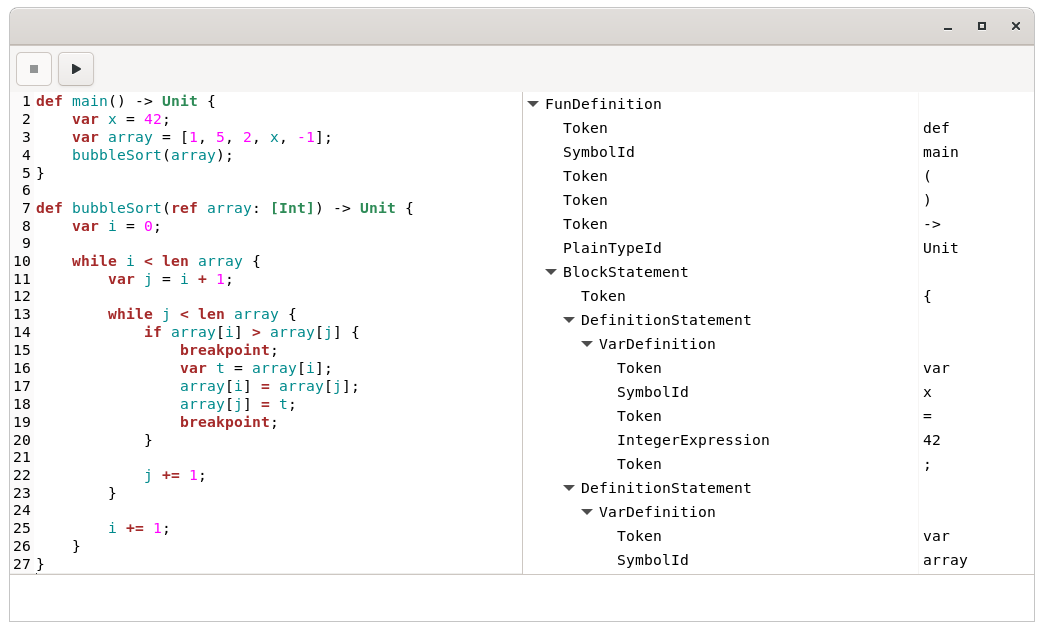 1 def main() -> Unit {
2     var x = 42;
3     var array = [1, 5, 2, x, -1];
4     bubbleSort(array);
5 }
6
7 def bubbleSort(ref array: [Int]) -> Unit {
8     var i = 0;
9
10     while i < len array {
11         var j = i + 1;
12
13         while j < len array {
14             if array[i] > array[j] {
15                 breakpoint;
16                 var t = array[i];
17                 array[i] = array[j];
18                 array[j] = t;
19                 breakpoint;
20             }
21
22             j += 1;
23         }
24
25         i += 1;
26     }
27 }
FunDefinition
Token def
SymbolId main
Token (
Token )
Token ->
PlainTypeId Unit
BlockStatement
Token {
DefinitionStatement
VarDefinition
Token var
SymbolId x
Token =
IntegerExpression 42
Token ;
DefinitionStatement
VarDefinition
Token var
SymbolId array